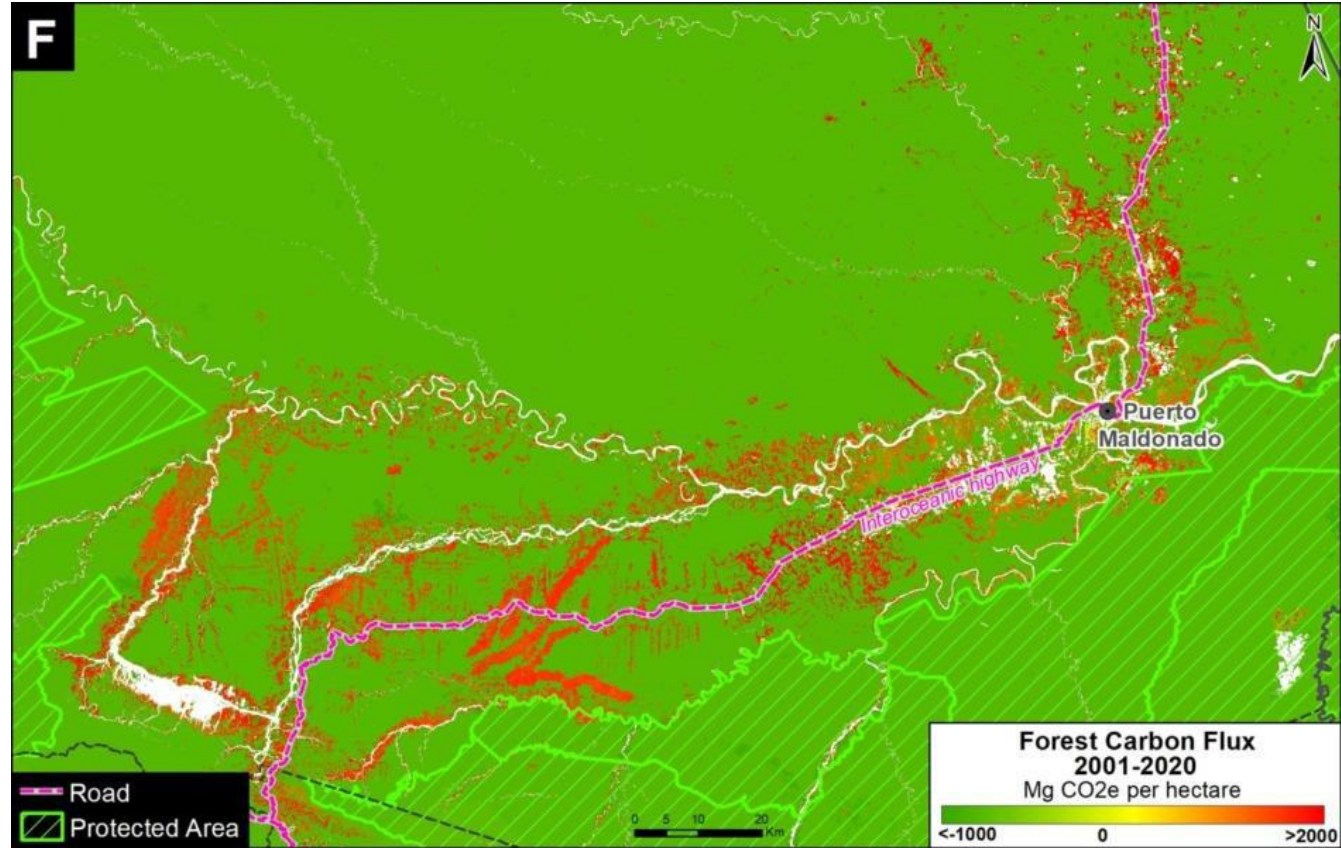 F
N
Puerto
Maldonado
Interoceanic highway
Road
Protected Area
0 5 10 20
Km
Forest Carbon Flux
2001-2020
Mg CO2e per hectare
<-1000 0 >2000